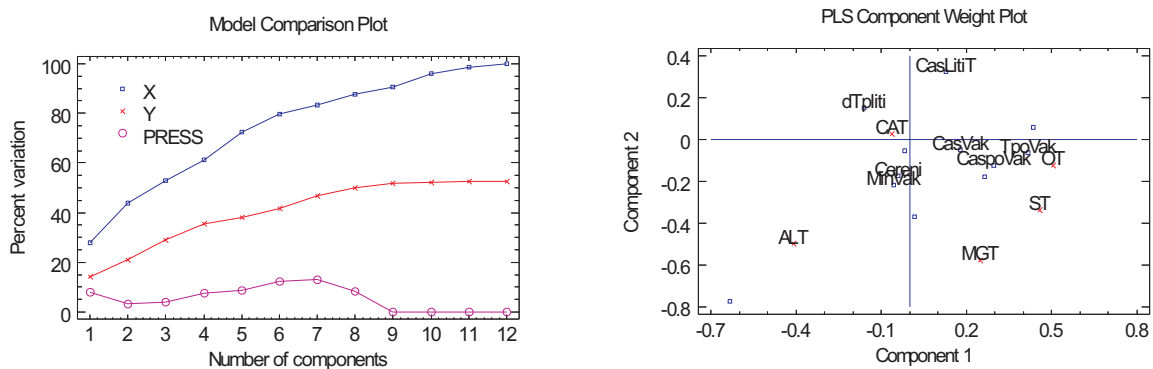 Model Comparison Plot
Percent variation
100
80
60
40
20
0
X
Y
PRESS
1 2 3 4 5 6 7 8 9 10 11 12
Number of components
PLS Component Weight Plot
Component 2
0.4
0.2
0
-0.2
-0.4
-0.6
-0.8
CasLitiT
dTpliti
CAT
CasVak
TpoVak
CaspoVak
OT
Cereni
MnVak
ST
ALT
MGT
-0.7 -0.4 -0.1 0.2 0.5 0.8
Component 1